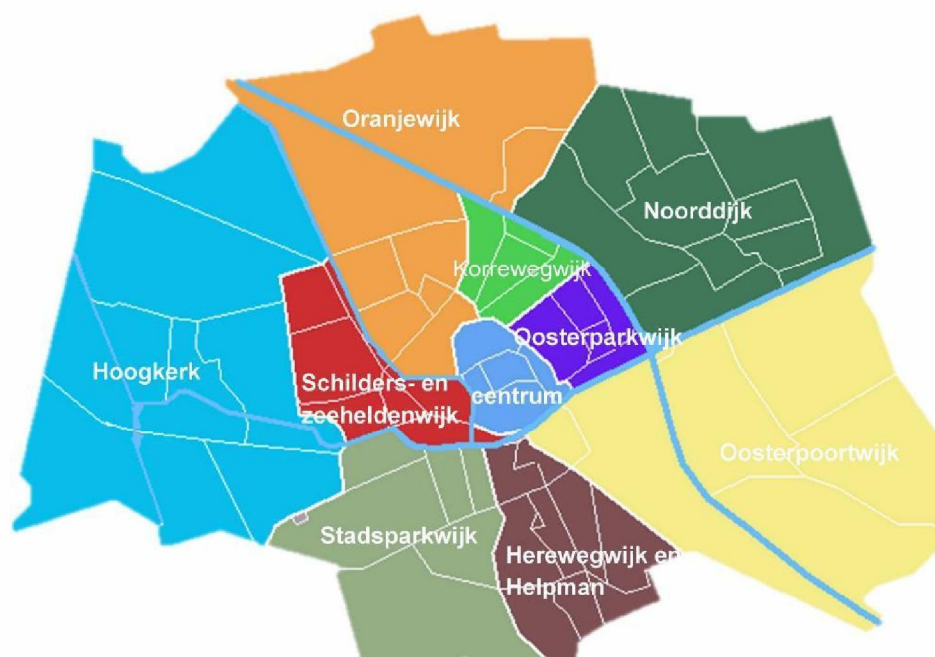 Oranjewijk
Noorddijk
Korrewegwijk
Oosterparkwijk
Hoogkerk
Schilders- en
zeeheldenwijk
centrum
Oosterpoortwijk
Stadsparkwijk
Herewegwijk en
Helpman